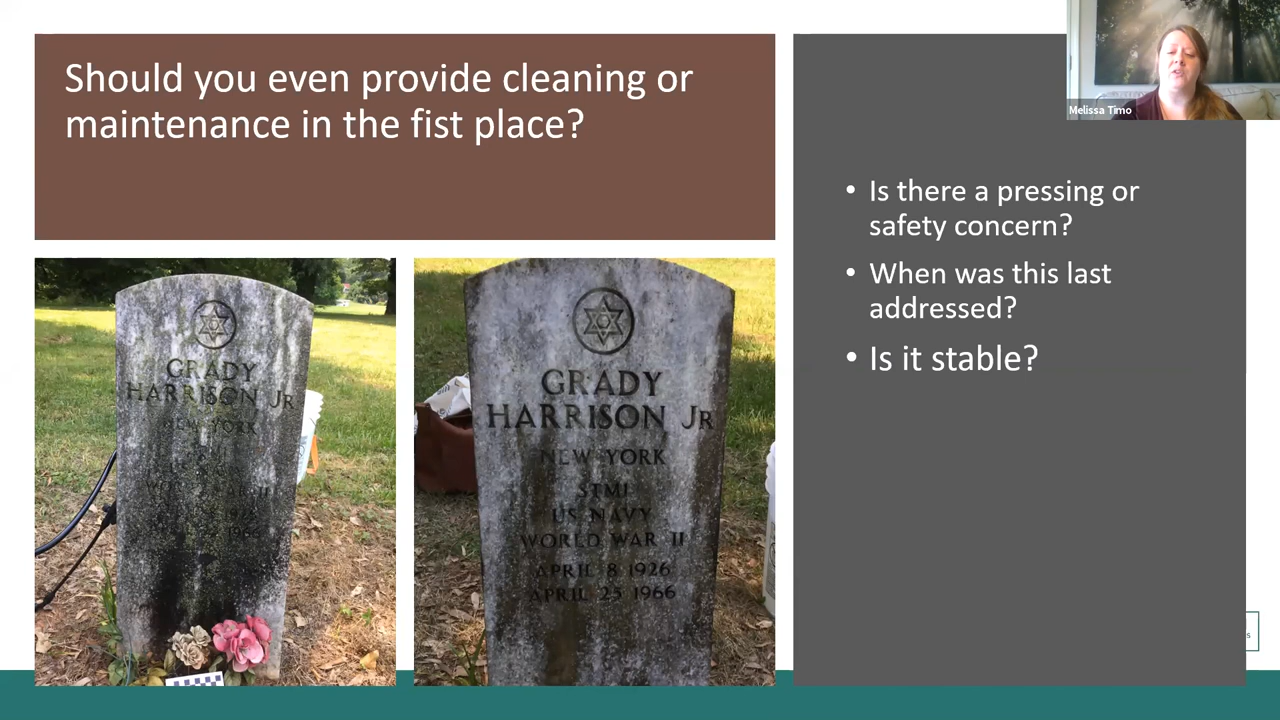 Should you even provide cleaning or
maintenance in the fist place?
Melissa Timo
• Is there a pressing or
safety concern?
• When was this last
addressed?
• Is it stable?
GRADY
HARRISON JR
NEW YORK
1966
GRADY
HARRISON JR
NEW YORK
STM1
US NAVY
WORLD WAR II
APRIL 8 1926
APRIL 25 1966
s